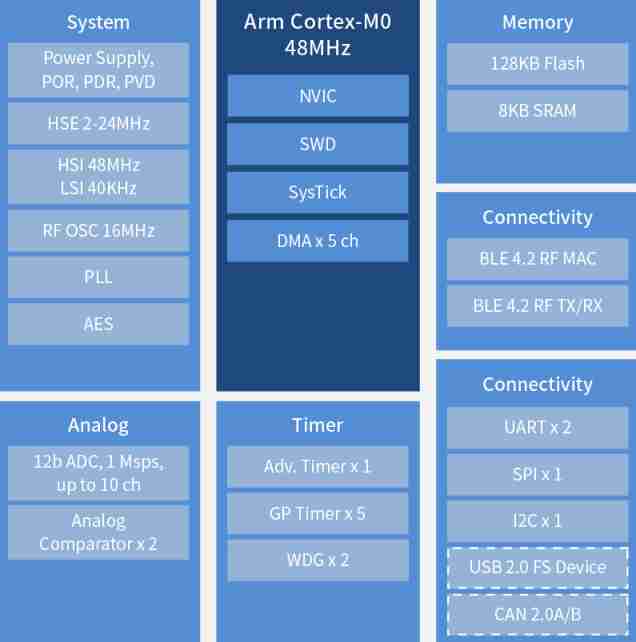 System
Power Supply,
POR, PDR, PVD
HSE 2-24MHz
HSI 48MHz
LSI 40KHz
RF OSC 16MHz
PLL
AES
Arm Cortex-M0
48MHz
NVIC
SWD
SysTick
DMA x 5 ch
Memory
128KB Flash
8KB SRAM
Connectivity
BLE 4.2 RF MAC
BLE 4.2 RF TX/RX
Analog
12b ADC, 1 Msps,
up to 10 ch
Analog
Comparator x 2
Timer
Adv. Timer x 1
GP Timer x 5
WDG x 2
Connectivity
UART x 2
SPI x 1
I2C x 1
USB 2.0 FS Device
CAN 2.0A/B